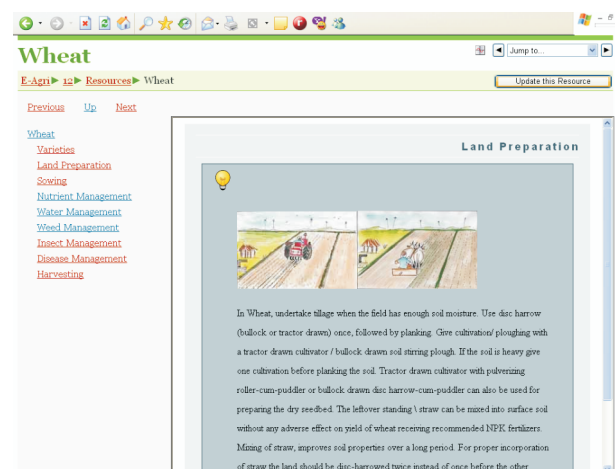 Wheat
Jump to...
E-Agri▶ 12▶ Resources▶ Wheat
Update this Resource
Previous Up Next
Wheat
Varieties
Land Preparation
Sowing
Nutrient Management
Water Management
Weed Management
Insect Management
Disease Management
Harvesting
Land Preparation
In Wheat, undertake tillage when the field has enough soil moisture. Use disc harrow
(bullock or tractor drawn) once, followed by planking. Give cultivation/ ploughing with
a tractor drawn cultivator / bullock drawn soil stirring plough. If the soil is heavy give
one cultivation before planking the soil. Tractor drawn cultivator with pulverizing
roller-cum-puddler or bullock drawn disc harrow-cum-puddler can also be used for
preparing the dry seedbed. The leftover standing \ straw can be mixed into surface soil
without any adverse effect on yield of wheat receiving recommended NPK fertilizers.
Mixing of straw, improves soil properties over a long period. For proper incorporation
of straw the land should be disc-harrowed twice instead of once before the other